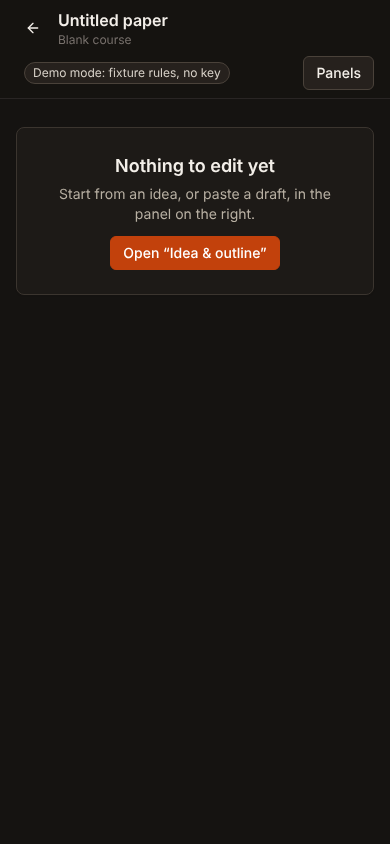 Untitled paper
Blank course
Demo mode: fixture rules, no key
Panels
Nothing to edit yet
Start from an idea, or paste a draft, in the
panel on the right.
Open “Idea & outline”